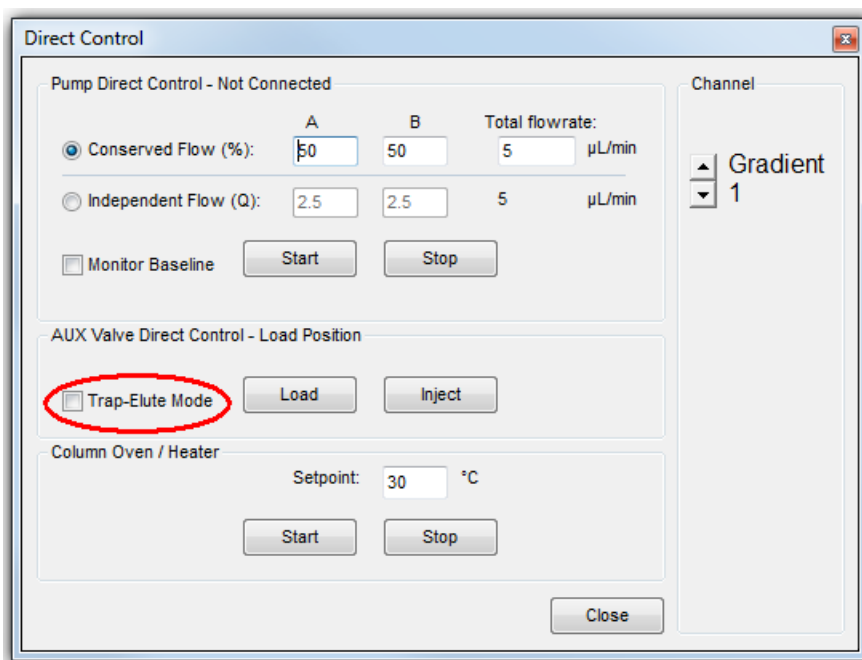 Direct Control
Pump Direct Control - Not Connected
Channel
A B Total flowrate:
Conserved Flow (%): 50 50 5 µL/min
Gradient
1
Independent Flow (Q): 2.5 2.5 5 µL/min
Monitor Baseline Start Stop
AUX Valve Direct Control - Load Position
Trap-Elute Mode Load Inject
Column Oven / Heater
Setpoint: 30 °C
Start Stop
Close